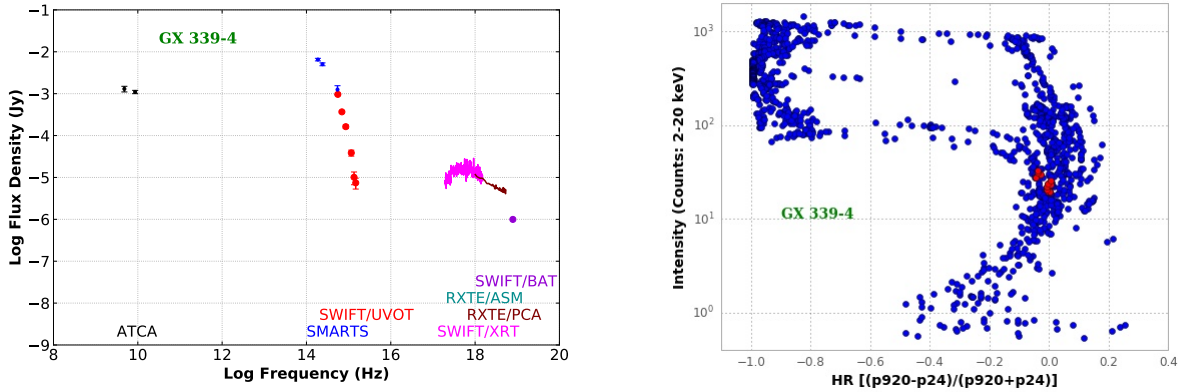 GX 339-4
−1
−2
−3
−4
−5
−6
−7
−8
−9
Log Flux Density (Jy)
SWIFT/BAT
RXTE/ASM
SWIFT/UVOT
RXTE/PCA
ATCA
SMARTS
SWIFT/XRT
8
10
12
14
16
18
20
Log Frequency (Hz)
10³
10²
10¹
10⁰
Intensity (Counts: 2-20 keV)
GX 339-4
−1.0
−0.8
−0.6
−0.4
−0.2
0.0
0.2
0.4
HR [(p920-p24)/(p920+p24)]